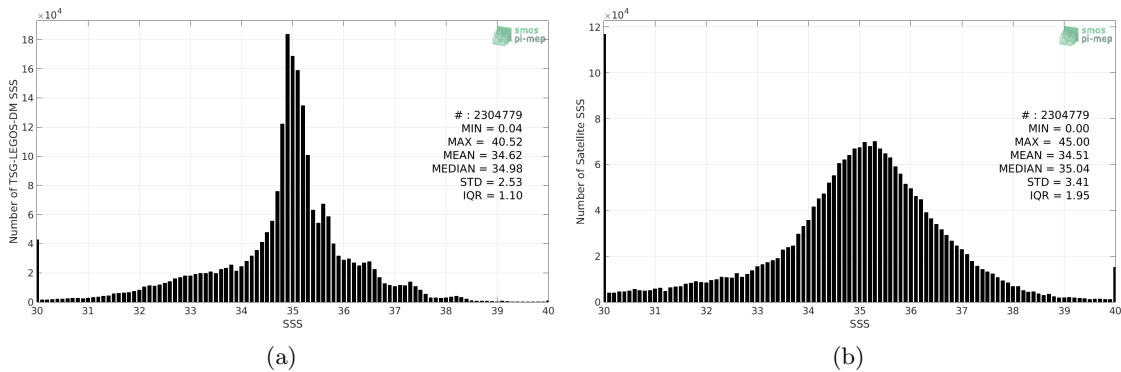 ×10⁴
18
16
14
12
10
8
6
4
2
0
Number of TSG-LEGOS-DM SSS
smos
pi-mep
# : 2304779
MIN = 0.04
MAX = 40.52
MEAN = 34.62
MEDIAN = 34.98
STD = 2.53
IQR = 1.10
30 31 32 33 34 35 36 37 38 39 40
SSS
(a)
×10⁴
12
10
8
6
4
2
0
Number of Satellite SSS
smos
pi-mep
# : 2304779
MIN = 0.00
MAX = 45.00
MEAN = 34.51
MEDIAN = 35.04
STD = 3.41
IQR = 1.95
30 31 32 33 34 35 36 37 38 39 40
SSS
(b)